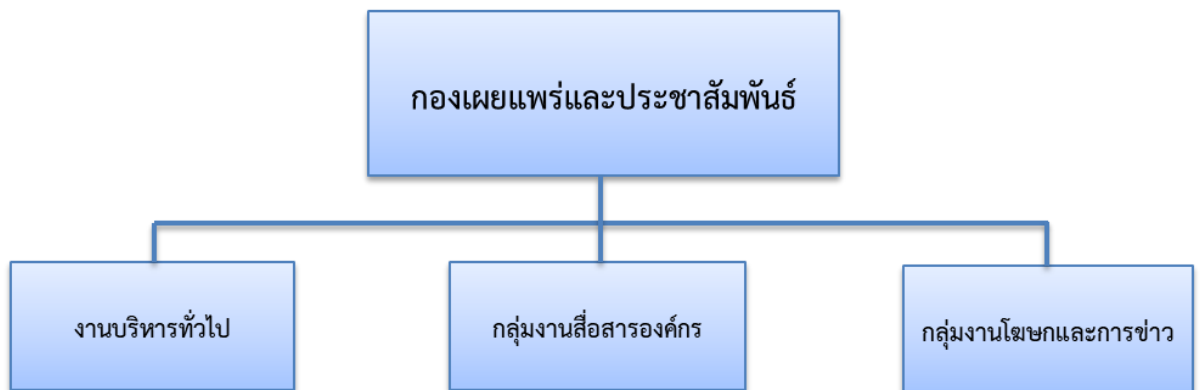 กองเผยแพร่และประชาสัมพันธ์
งานบริหารทั่วไป
กลุ่มงานสื่อสารองค์กร
กลุ่มงานโฆษกและการข่าว